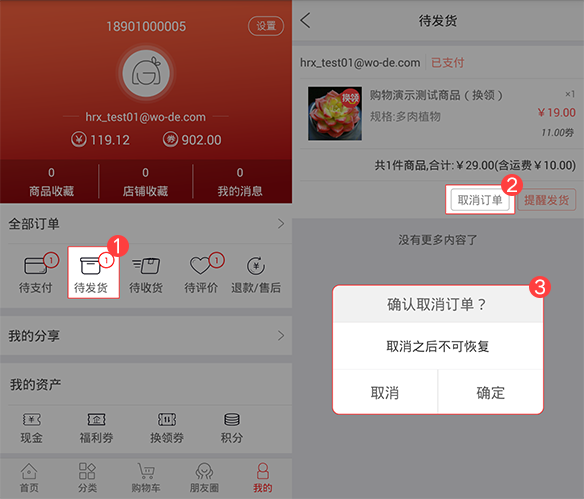 18901000005
设置
hrx_test01@wo-de.com
¥ 119.12
券 902.00
0 0 0
商品收藏 店铺收藏 我的消息
全部订单
1
1 1 1
待支付 待发货 待收货 待评价 退款/售后
我的分享
我的资产
现金 福利券 换领券 积分
首页 分类 购物车 朋友圈 我的
待发货
hrx_test01@wo-de.com 已支付
换领
购物演示测试商品（换领） ×1
规格:多肉植物 ￥19.00
11.00券
共1件商品,合计:￥29.00(含运费￥10.00)
2
取消订单 提醒发货
没有更多内容了
3
确认取消订单？
取消之后不可恢复
取消 确定